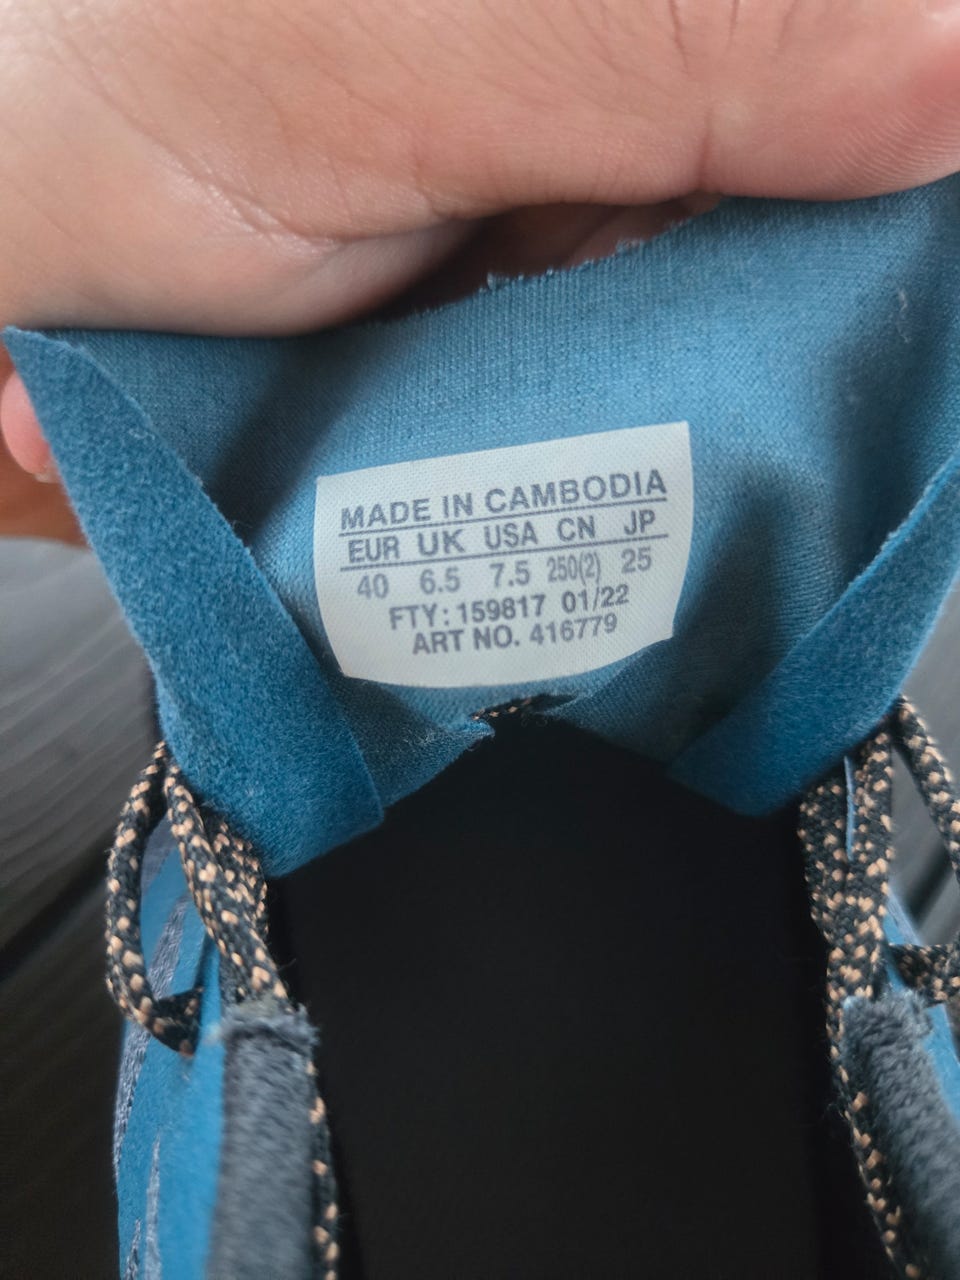 MADE IN CAMBODIA
EUR UK USA CN JP
40 6.5 7.5 250(2) 25
FTY: 159817 01/22
ART NO. 416779